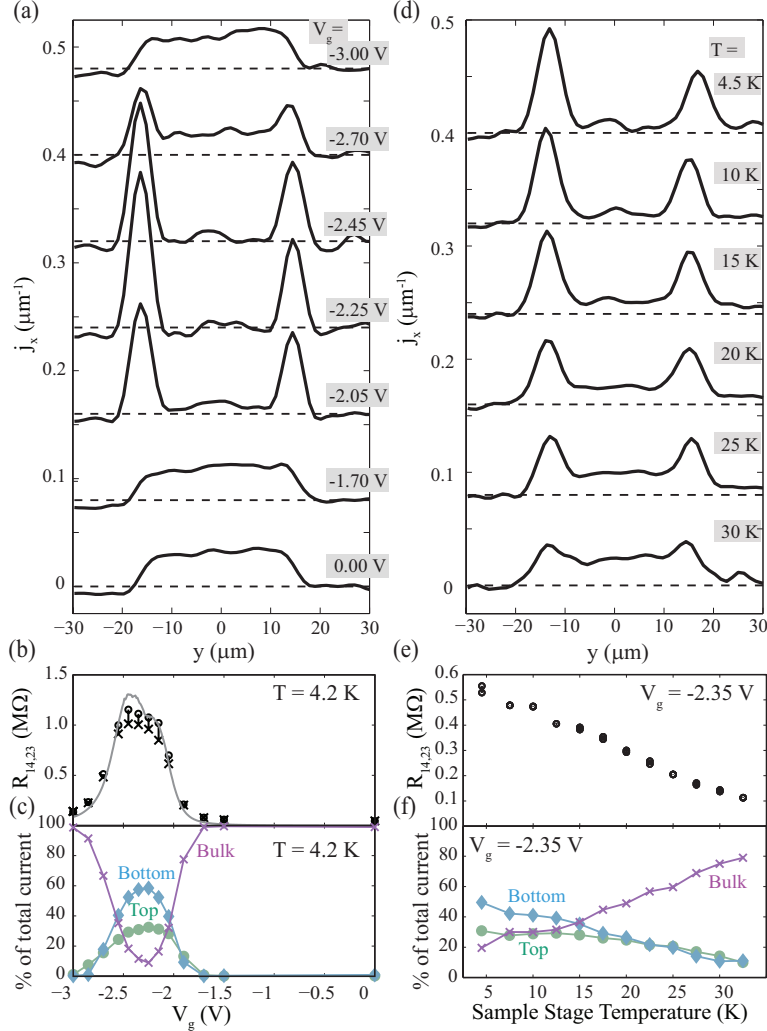 (a)
V_g =
-3.00 V
-2.70 V
-2.45 V
-2.25 V
-2.05 V
-1.70 V
0.00 V
0.5
0.4
0.3
0.2
0.1
0
j_x (μm⁻¹)
−30 −20 −10 0 10 20 30
y (μm)
(d)
T =
4.5 K
10 K
15 K
20 K
25 K
30 K
0.5
0.4
0.3
0.2
0.1
0
j_x (μm⁻¹)
−30 −20 −10 0 10 20 30
y (μm)
(b)
1.5
1.0
0.5
R_14,23 (MΩ)
T = 4.2 K
(c)
100
80
60
40
20
0
% of total current
T = 4.2 K
Bottom
Top
Bulk
−3 −2.5 −2 −1.5 −1 −0.5 0
V_g (V)
(e)
0.6
0.5
0.4
0.3
0.2
0.1
R_14,23 (MΩ)
V_g = -2.35 V
(f)
100
80
60
40
20
0
% of total current
V_g = -2.35 V
Bottom
Top
Bulk
5 10 15 20 25 30
Sample Stage Temperature (K)